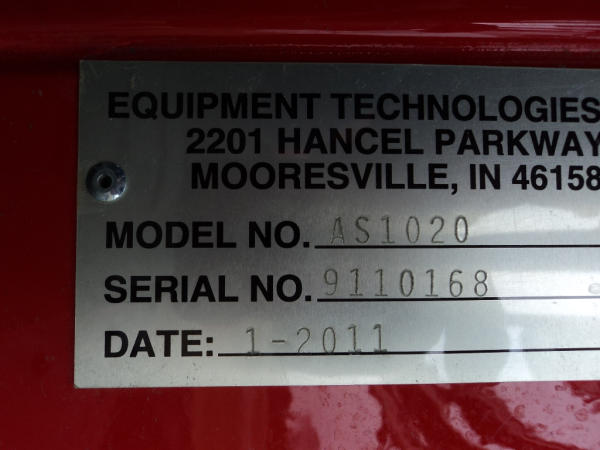 EQUIPMENT TECHNOLOGIES
2201 HANCEL PARKWAY
MOORESVILLE, IN 46158
MODEL NO. AS1020
SERIAL NO. 9110168
DATE: 1-2011